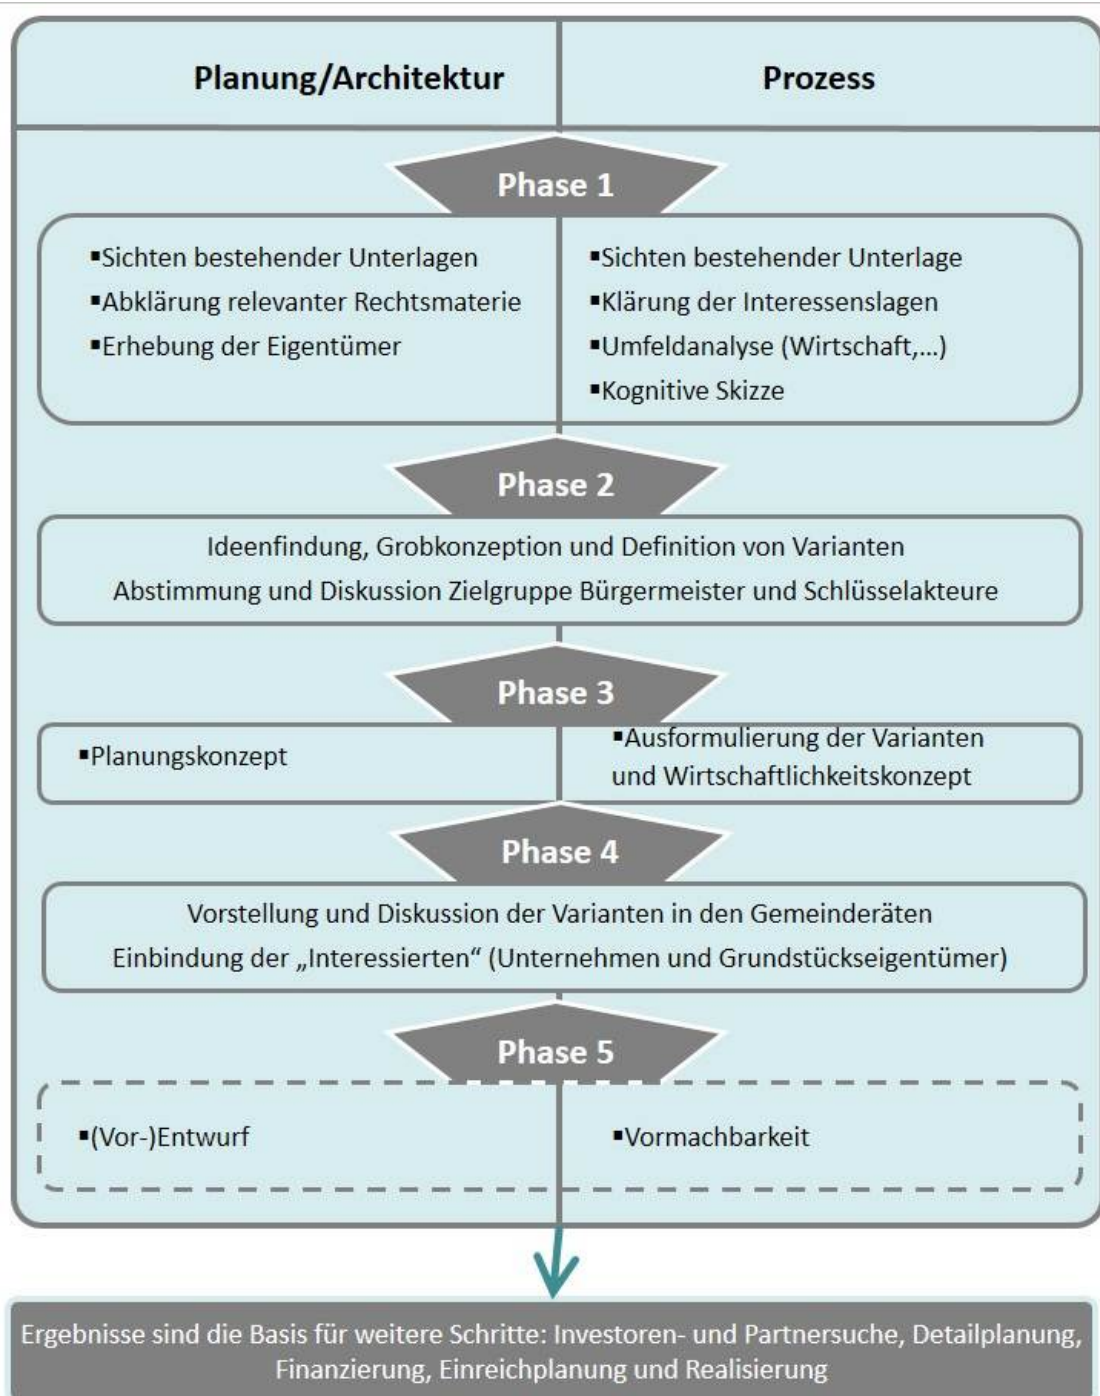 Planung/Architektur
Prozess
Phase 1
▪Sichten bestehender Unterlagen
▪Abklärung relevanter Rechtsmaterie
▪Erhebung der Eigentümer
▪Sichten bestehender Unterlage
▪Klärung der Interessenslagen
▪Umfeldanalyse (Wirtschaft,...)
▪Kognitive Skizze
Phase 2
Ideenfindung, Grobkonzeption und Definition von Varianten
Abstimmung und Diskussion Zielgruppe Bürgermeister und Schlüsselakteure
Phase 3
▪Planungskonzept
▪Ausformulierung der Varianten
und Wirtschaftlichkeitskonzept
Phase 4
Vorstellung und Diskussion der Varianten in den Gemeinderäten
Einbindung der „Interessierten“ (Unternehmen und Grundstückseigentümer)
Phase 5
▪(Vor-)Entwurf
▪Vormachbarkeit
Ergebnisse sind die Basis für weitere Schritte: Investoren- und Partnersuche, Detailplanung,
Finanzierung, Einreichplanung und Realisierung